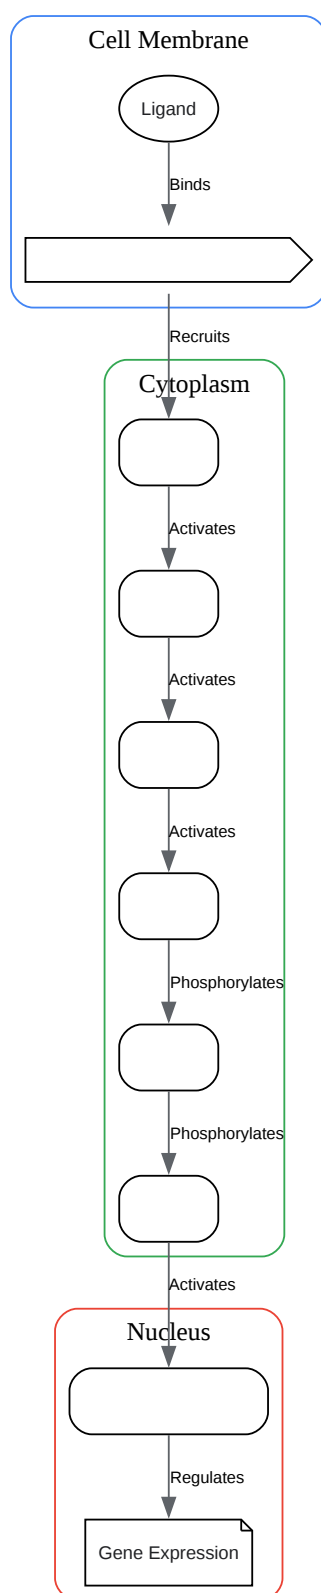 Cell Membrane
Ligand
Binds
Recruits
Cytoplasm
Activates
Activates
Activates
Phosphorylates
Phosphorylates
Activates
Nucleus
Regulates
Gene Expression